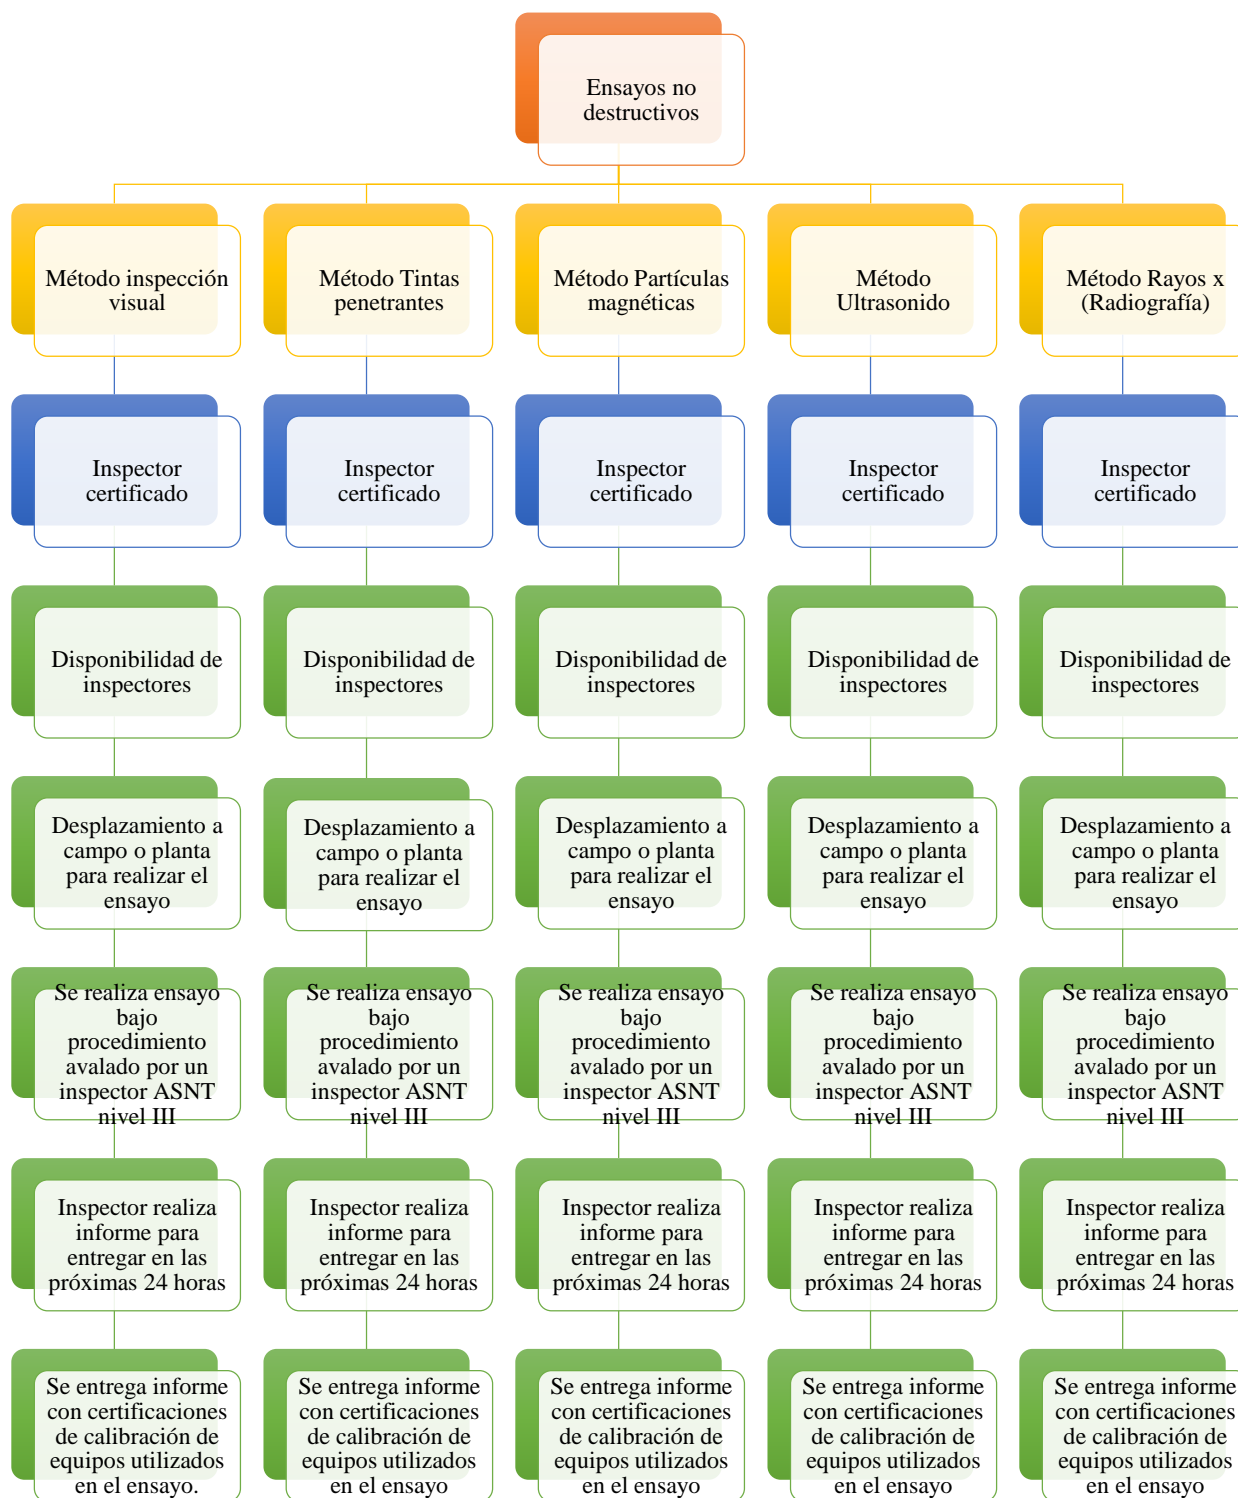 Ensayos no
destructivos
Método inspección
visual
Método Tintas
penetrantes
Método Partículas
magnéticas
Método
Ultrasonido
Método Rayos x
(Radiografía)
Inspector
certificado
Inspector
certificado
Inspector
certificado
Inspector
certificado
Inspector
certificado
Disponibilidad de
inspectores
Disponibilidad de
inspectores
Disponibilidad de
inspectores
Disponibilidad de
inspectores
Disponibilidad de
inspectores
Desplazamiento a
campo o planta
para realizar el
ensayo
Desplazamiento a
campo o planta
para realizar el
ensayo
Desplazamiento a
campo o planta
para realizar el
ensayo
Desplazamiento a
campo o planta
para realizar el
ensayo
Desplazamiento a
campo o planta
para realizar el
ensayo
Se realiza ensayo
bajo
procedimiento
avalado por un
inspector ASNT
nivel III
Se realiza ensayo
bajo
procedimiento
avalado por un
inspector ASNT
nivel III
Se realiza ensayo
bajo
procedimiento
avalado por un
inspector ASNT
nivel III
Se realiza ensayo
bajo
procedimiento
avalado por un
inspector ASNT
nivel III
Se realiza ensayo
bajo
procedimiento
avalado por un
inspector ASNT
nivel III
Inspector realiza
informe para
entregar en las
próximas 24 horas
Inspector realiza
informe para
entregar en las
próximas 24 horas
Inspector realiza
informe para
entregar en las
próximas 24 horas
Inspector realiza
informe para
entregar en las
próximas 24 horas
Inspector realiza
informe para
entregar en las
próximas 24 horas
Se entrega informe
con certificaciones
de calibración de
equipos utilizados
en el ensayo.
Se entrega informe
con certificaciones
de calibración de
equipos utilizados
en el ensayo
Se entrega informe
con certificaciones
de calibración de
equipos utilizados
en el ensayo
Se entrega informe
con certificaciones
de calibración de
equipos utilizados
en el ensayo
Se entrega informe
con certificaciones
de calibración de
equipos utilizados
en el ensayo